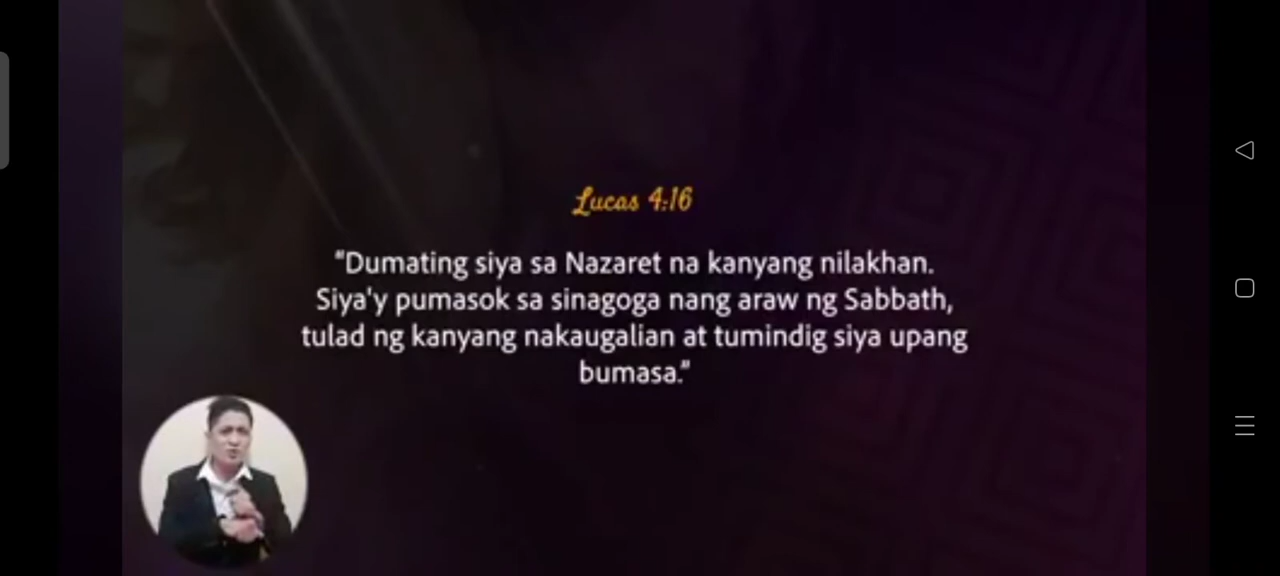 Lucas 4:16
"Dumating siya sa Nazaret na kanyang nilakhan.
Siya'y pumasok sa sinagoga nang araw ng Sabbath,
tulad ng kanyang nakaugalian at tumindig siya upang
bumasa."